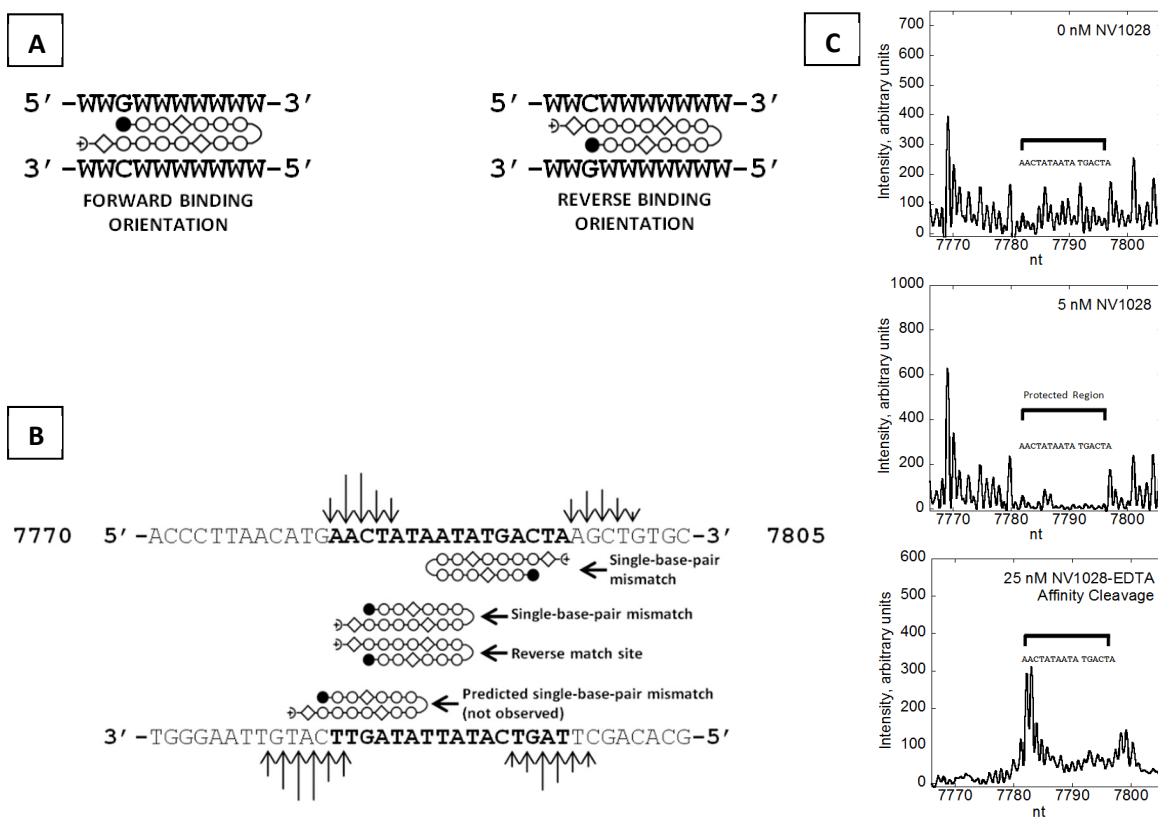 A
5′ -WWGWWWWWWW-3′
3′ -WWCWWWWWWW-5′
FORWARD BINDING
ORIENTATION
5′ -WWCWWWWWWW-3′
3′ -WWGWWWWWWW-5′
REVERSE BINDING
ORIENTATION
B
7770 5′-ACCCTTAACATGAACTATAATATGACTAAGCTGTGC-3′ 7805
Single-base-pair
mismatch
Single-base-pair mismatch
Reverse match site
Predicted single-base-pair mismatch
(not observed)
3′-TGGGAATTGTACTTGATATTATACTGATTCGACACG-5′
C
Intensity, arbitrary units
700
600
500
400
300
200
100
0
0 nM NV1028
AACTATAATA TGACTA
7770 7780 7790 7800
nt
Intensity, arbitrary units
1000
800
600
400
200
0
5 nM NV1028
Protected Region
AACTATAATA TGACTA
7770 7780 7790 7800
nt
Intensity, arbitrary units
600
500
400
300
200
100
0
25 nM NV1028-EDTA
Affinity Cleavage
AACTATAATA TGACTA
7770 7780 7790 7800
nt